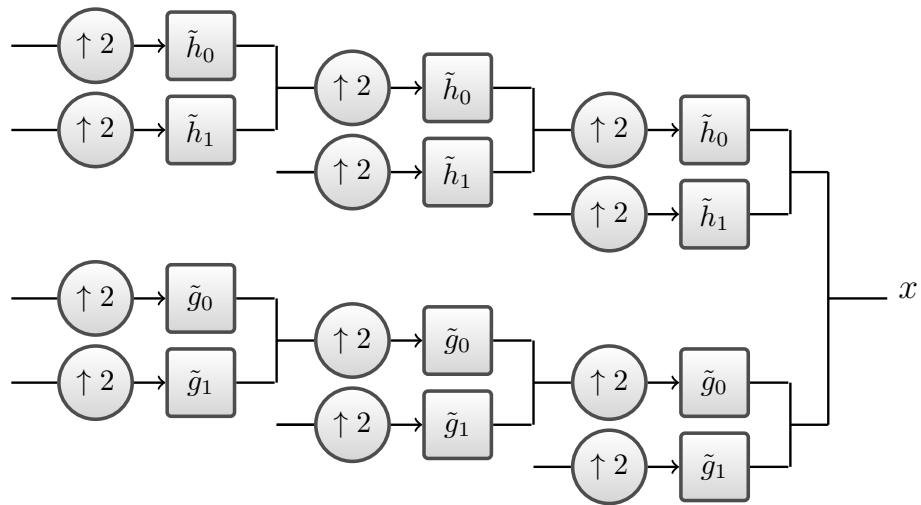 ↑ 2 h̃₀
↑ 2 h̃₀
↑ 2 h̃₁
↑ 2 h̃₀
↑ 2 h̃₁
↑ 2 h̃₁
↑ 2 g̃₀
x
↑ 2 g̃₀
↑ 2 g̃₁
↑ 2 g̃₀
↑ 2 g̃₁
↑ 2 g̃₁